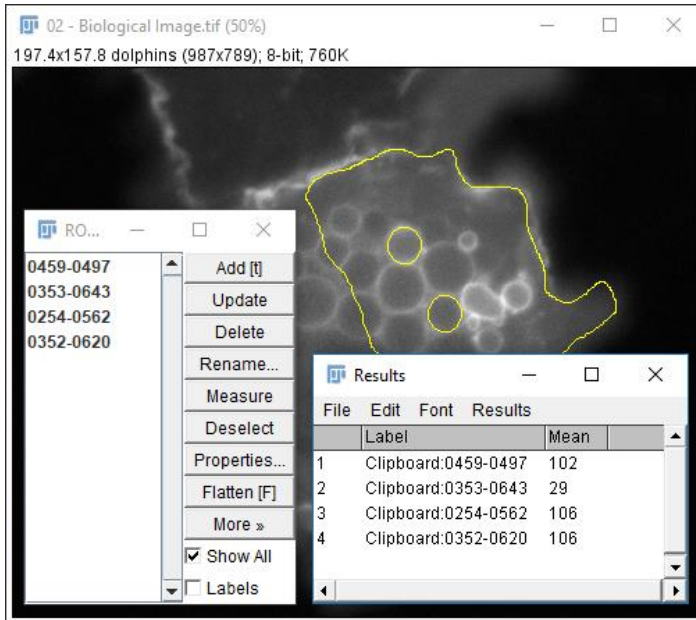 02 - Biological Image.tif (50%)
197.4x157.8 dolphins (987x789); 8-bit; 760K
RO...
0459-0497
0353-0643
0254-0562
0352-0620
Add [t]
Update
Delete
Rename...
Measure
Deselect
Properties...
Flatten [F]
More »
Show All
Labels
Results
File Edit Font Results
Label Mean
1 Clipboard:0459-0497 102
2 Clipboard:0353-0643 29
3 Clipboard:0254-0562 106
4 Clipboard:0352-0620 106